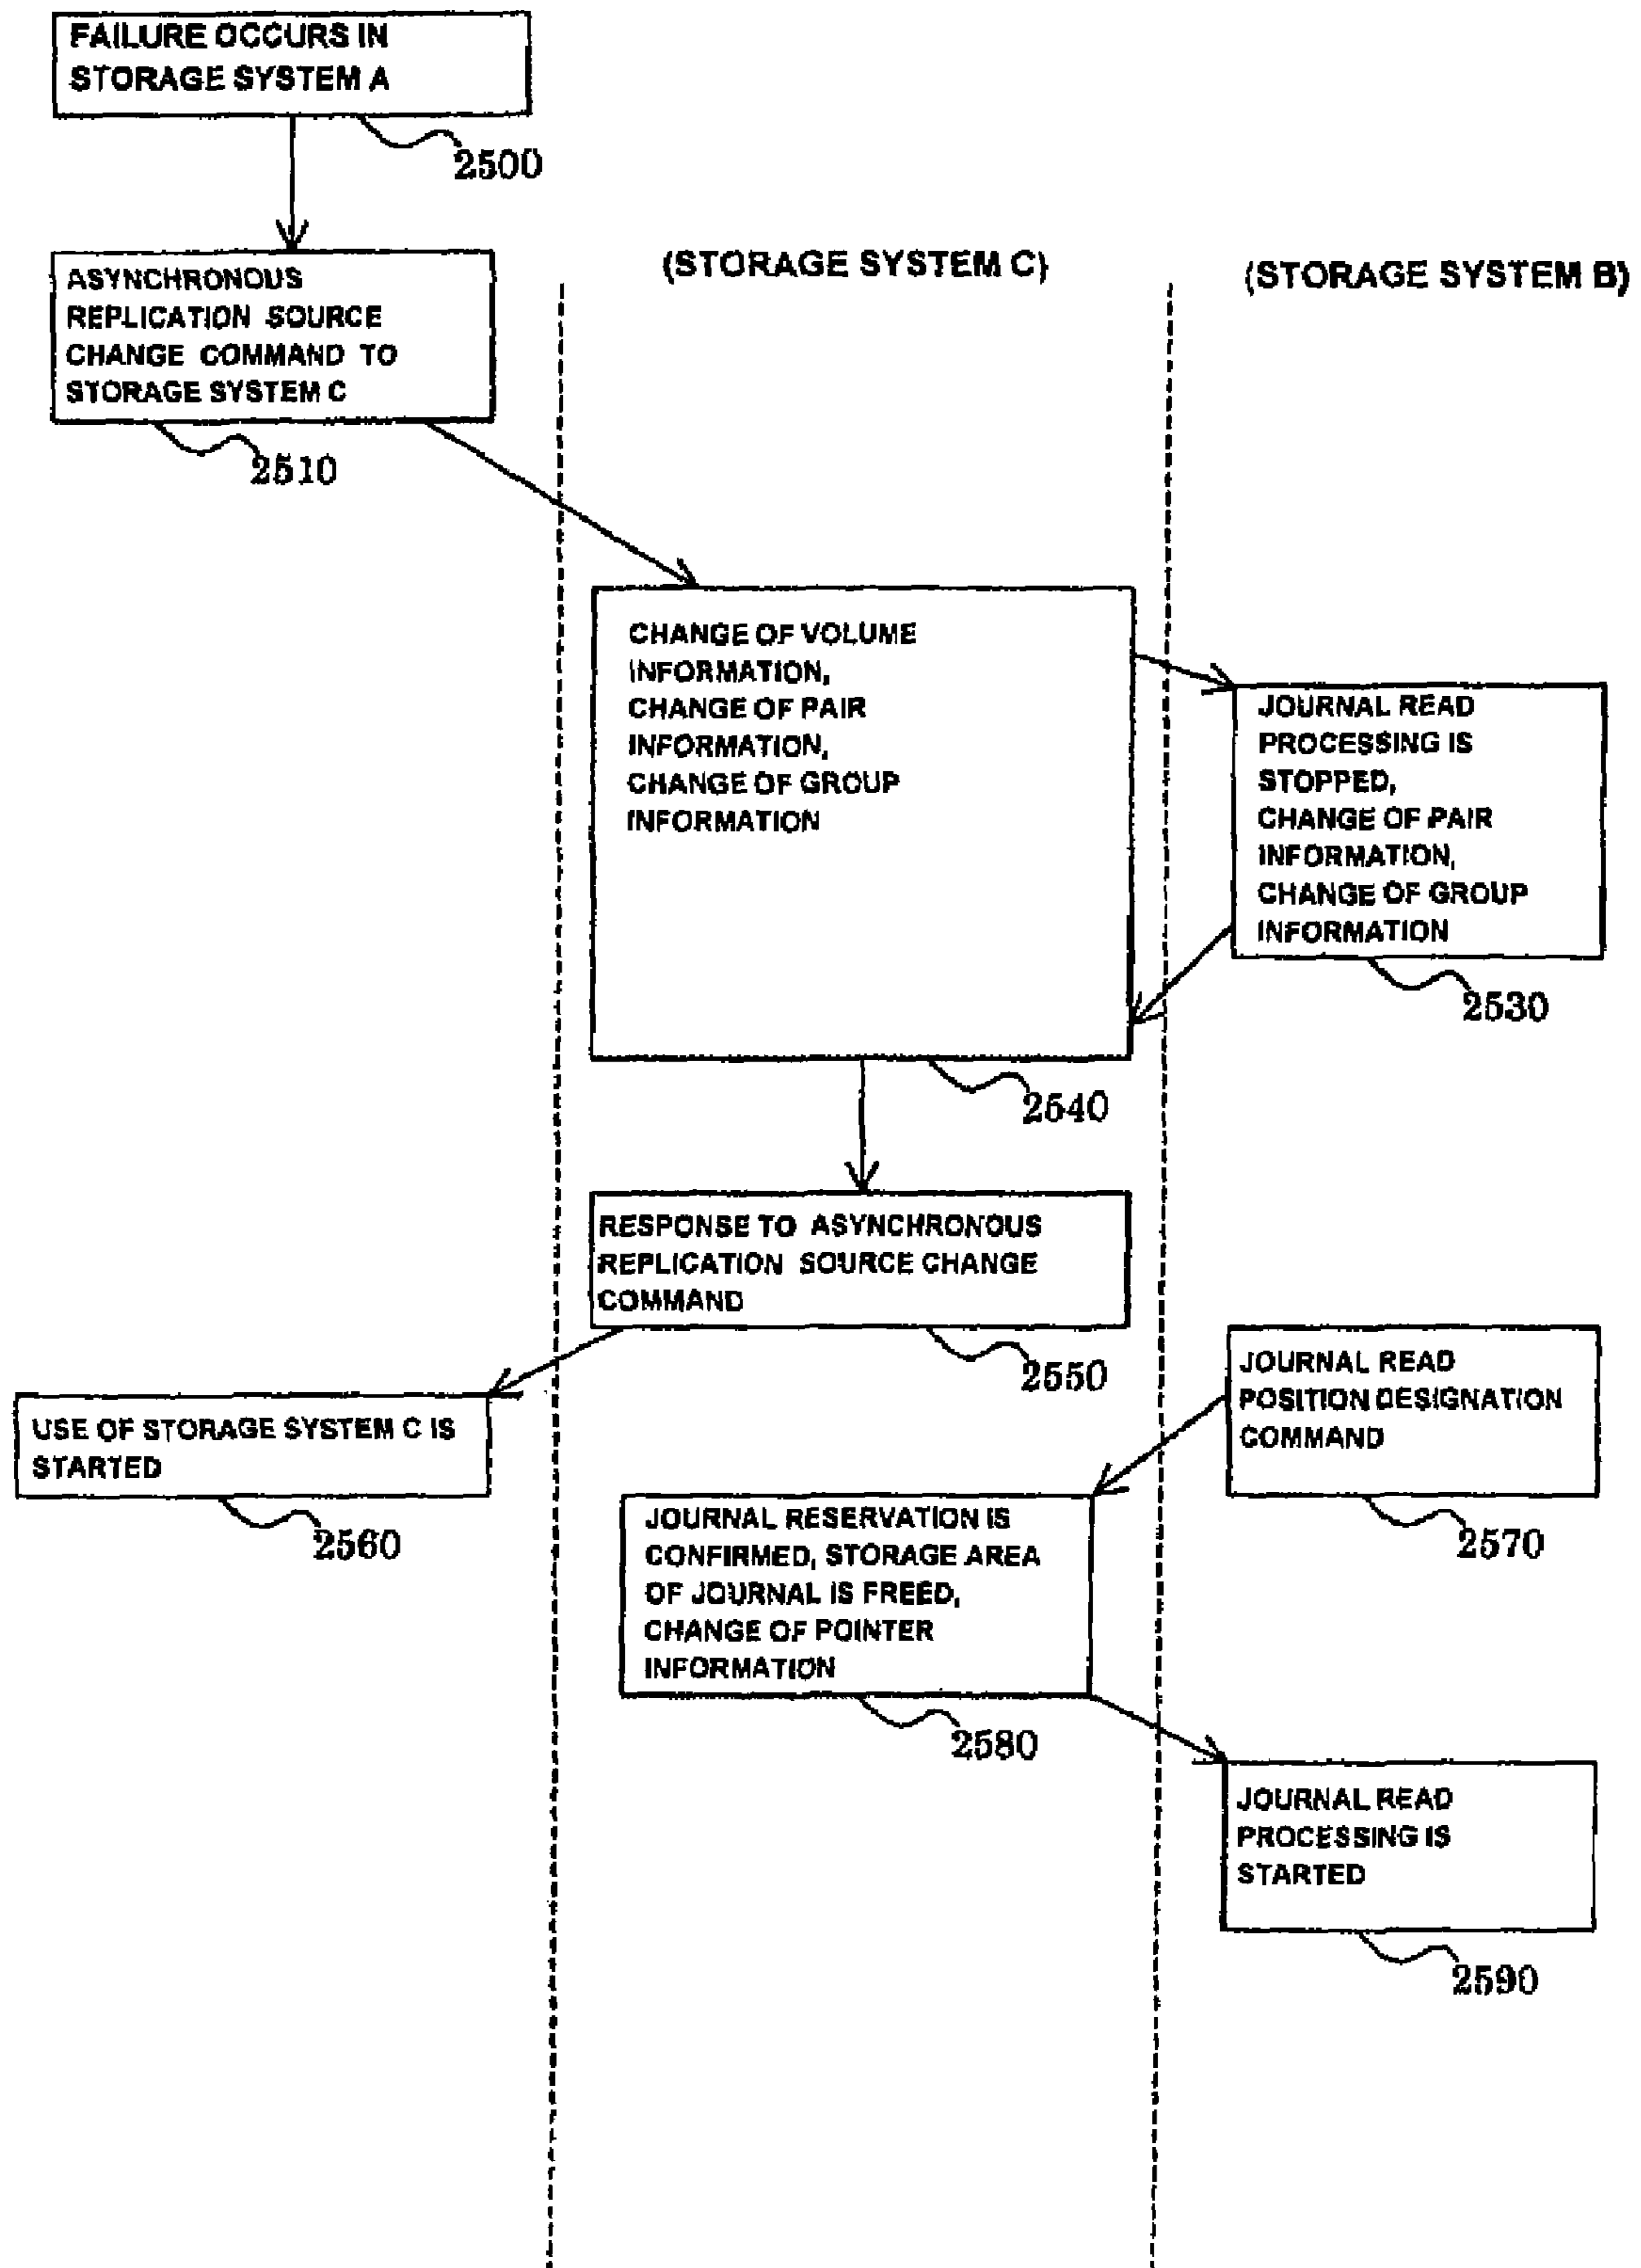 FAILURE OCCURS IN
STORAGE SYSTEM A
2500
ASYNCHRONOUS
REPLICATION SOURCE
CHANGE COMMAND TO
STORAGE SYSTEM C
2510
(STORAGE SYSTEM C)
(STORAGE SYSTEM B)
CHANGE OF VOLUME
INFORMATION,
CHANGE OF PAIR
INFORMATION,
CHANGE OF GROUP
INFORMATION
2540
JOURNAL READ
PROCESSING IS
STOPPED,
CHANGE OF PAIR
INFORMATION,
CHANGE OF GROUP
INFORMATION
2530
RESPONSE TO ASYNCHRONOUS
REPLICATION SOURCE CHANGE
COMMAND
2550
USE OF STORAGE SYSTEM C IS
STARTED
2560
JOURNAL READ
POSITION DESIGNATION
COMMAND
2570
JOURNAL RESERVATION IS
CONFIRMED, STORAGE AREA
OF JOURNAL IS FREED,
CHANGE OF POINTER
INFORMATION
2580
JOURNAL READ
PROCESSING IS
STARTED
2590